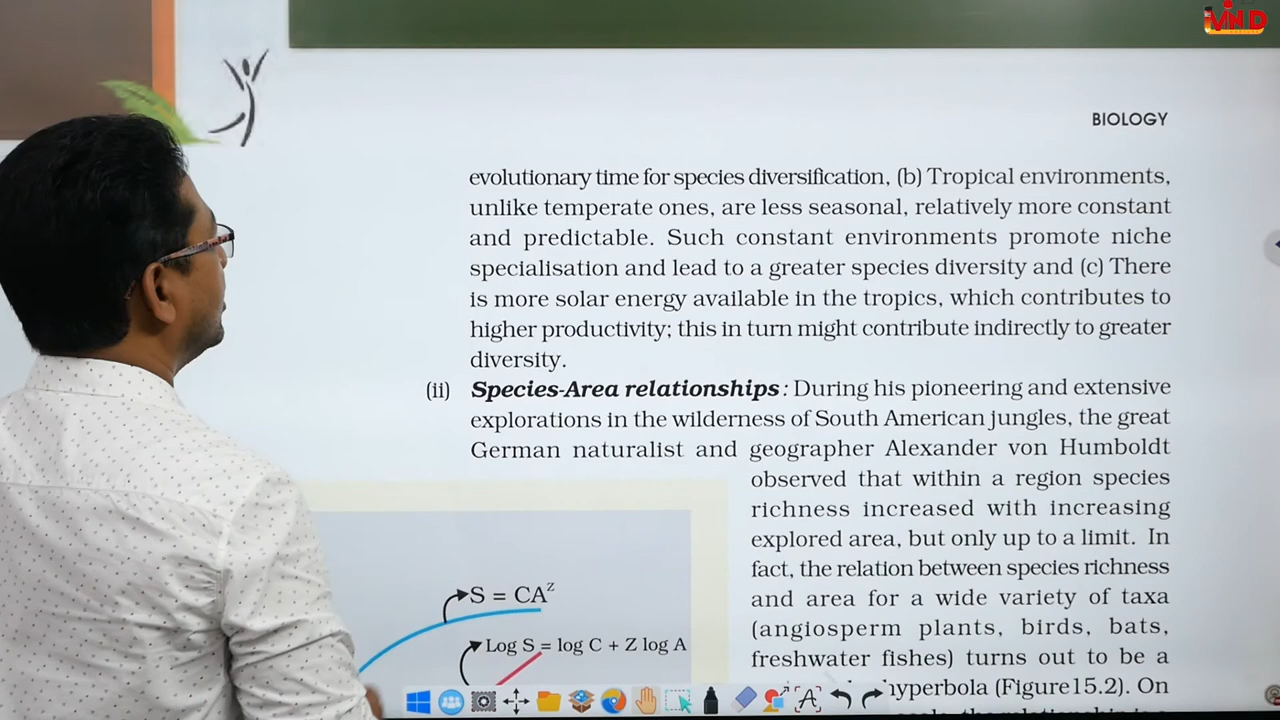 iVIND
BIOLOGY
evolutionary time for species diversification, (b) Tropical environments,
unlike temperate ones, are less seasonal, relatively more constant
and predictable. Such constant environments promote niche
specialisation and lead to a greater species diversity and (c) There
is more solar energy available in the tropics, which contributes to
higher productivity; this in turn might contribute indirectly to greater
diversity.
(ii) Species-Area relationships: During his pioneering and extensive
explorations in the wilderness of South American jungles, the great
German naturalist and geographer Alexander von Humboldt
observed that within a region species
richness increased with increasing
explored area, but only up to a limit. In
fact, the relation between species richness
and area for a wide variety of taxa
(angiosperm plants, birds, bats,
freshwater fishes) turns out to be a
hyperbola (Figure 15.2). On
S = CA^Z
Log S = log C + Z log A